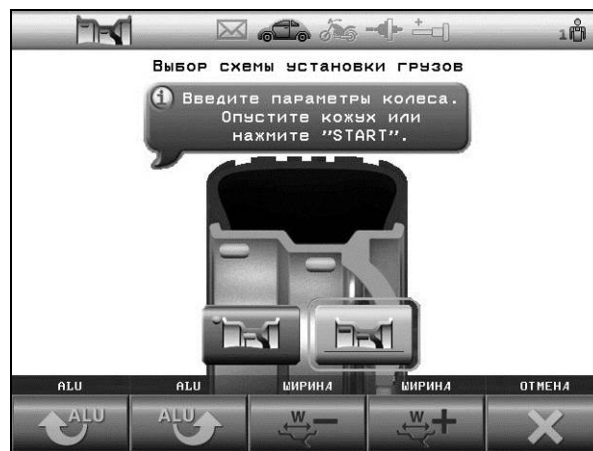 1
Выбор схемы установки грузов
Введите параметры колеса.
Опустите кожух или
нажмите "START".
ALU ALU ШИРИНА ШИРИНА ОТМЕНА
ALU ALU W W